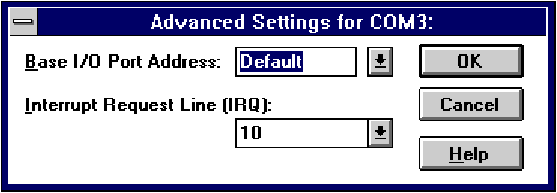 Advanced Settings for COM3:
Base I/O Port Address: Default OK
Interrupt Request Line (IRQ): Cancel
10
Help